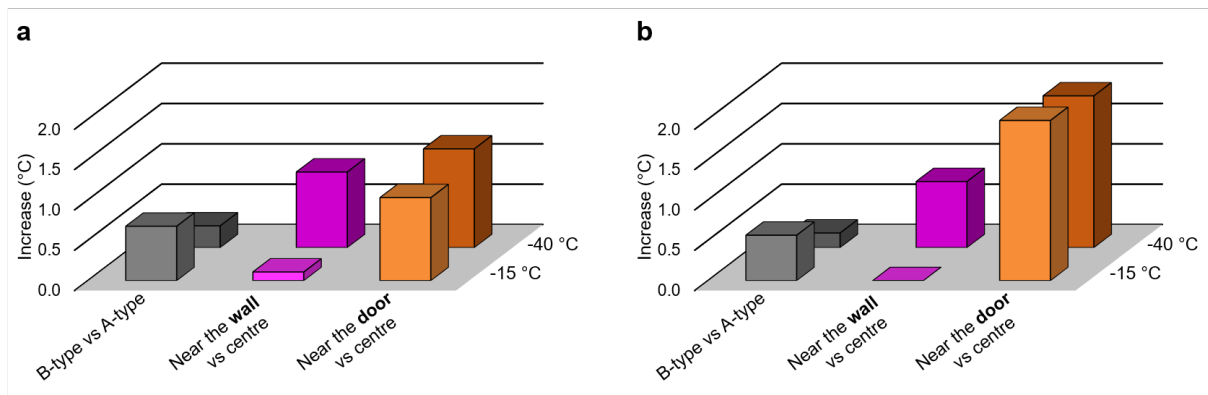 a
2.0
1.5
1.0
0.5
0.0
Increase (°C)
-40 °C
-15 °C
B-type vs A-type
Near the wall
vs centre
Near the door
vs centre
b
2.0
1.5
1.0
0.5
0.0
Increase (°C)
-40 °C
-15 °C
B-type vs A-type
Near the wall
vs centre
Near the door
vs centre